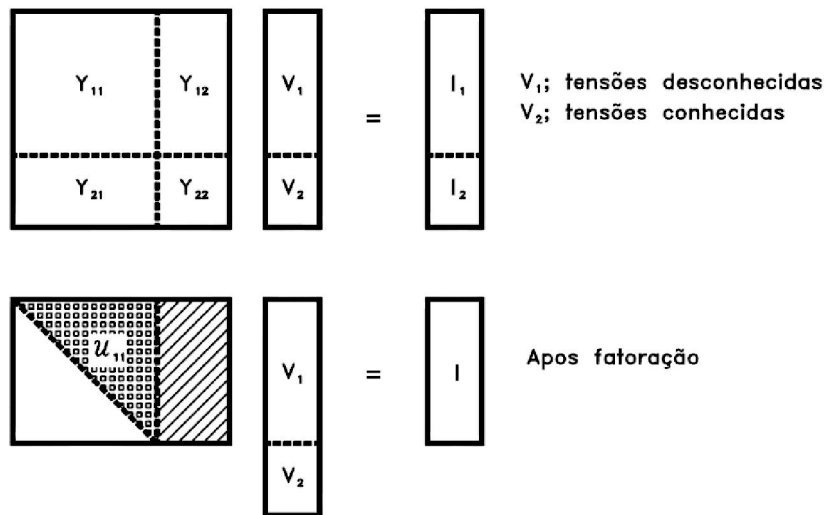 Y₁₁ Y₁₂ V₁ = I₁ V₁; tensões desconhecidas
V₂; tensões conhecidas
Y₂₁ Y₂₂ V₂ I₂
𝒰₁₁ V₁ = I Apos fatoração
V₂